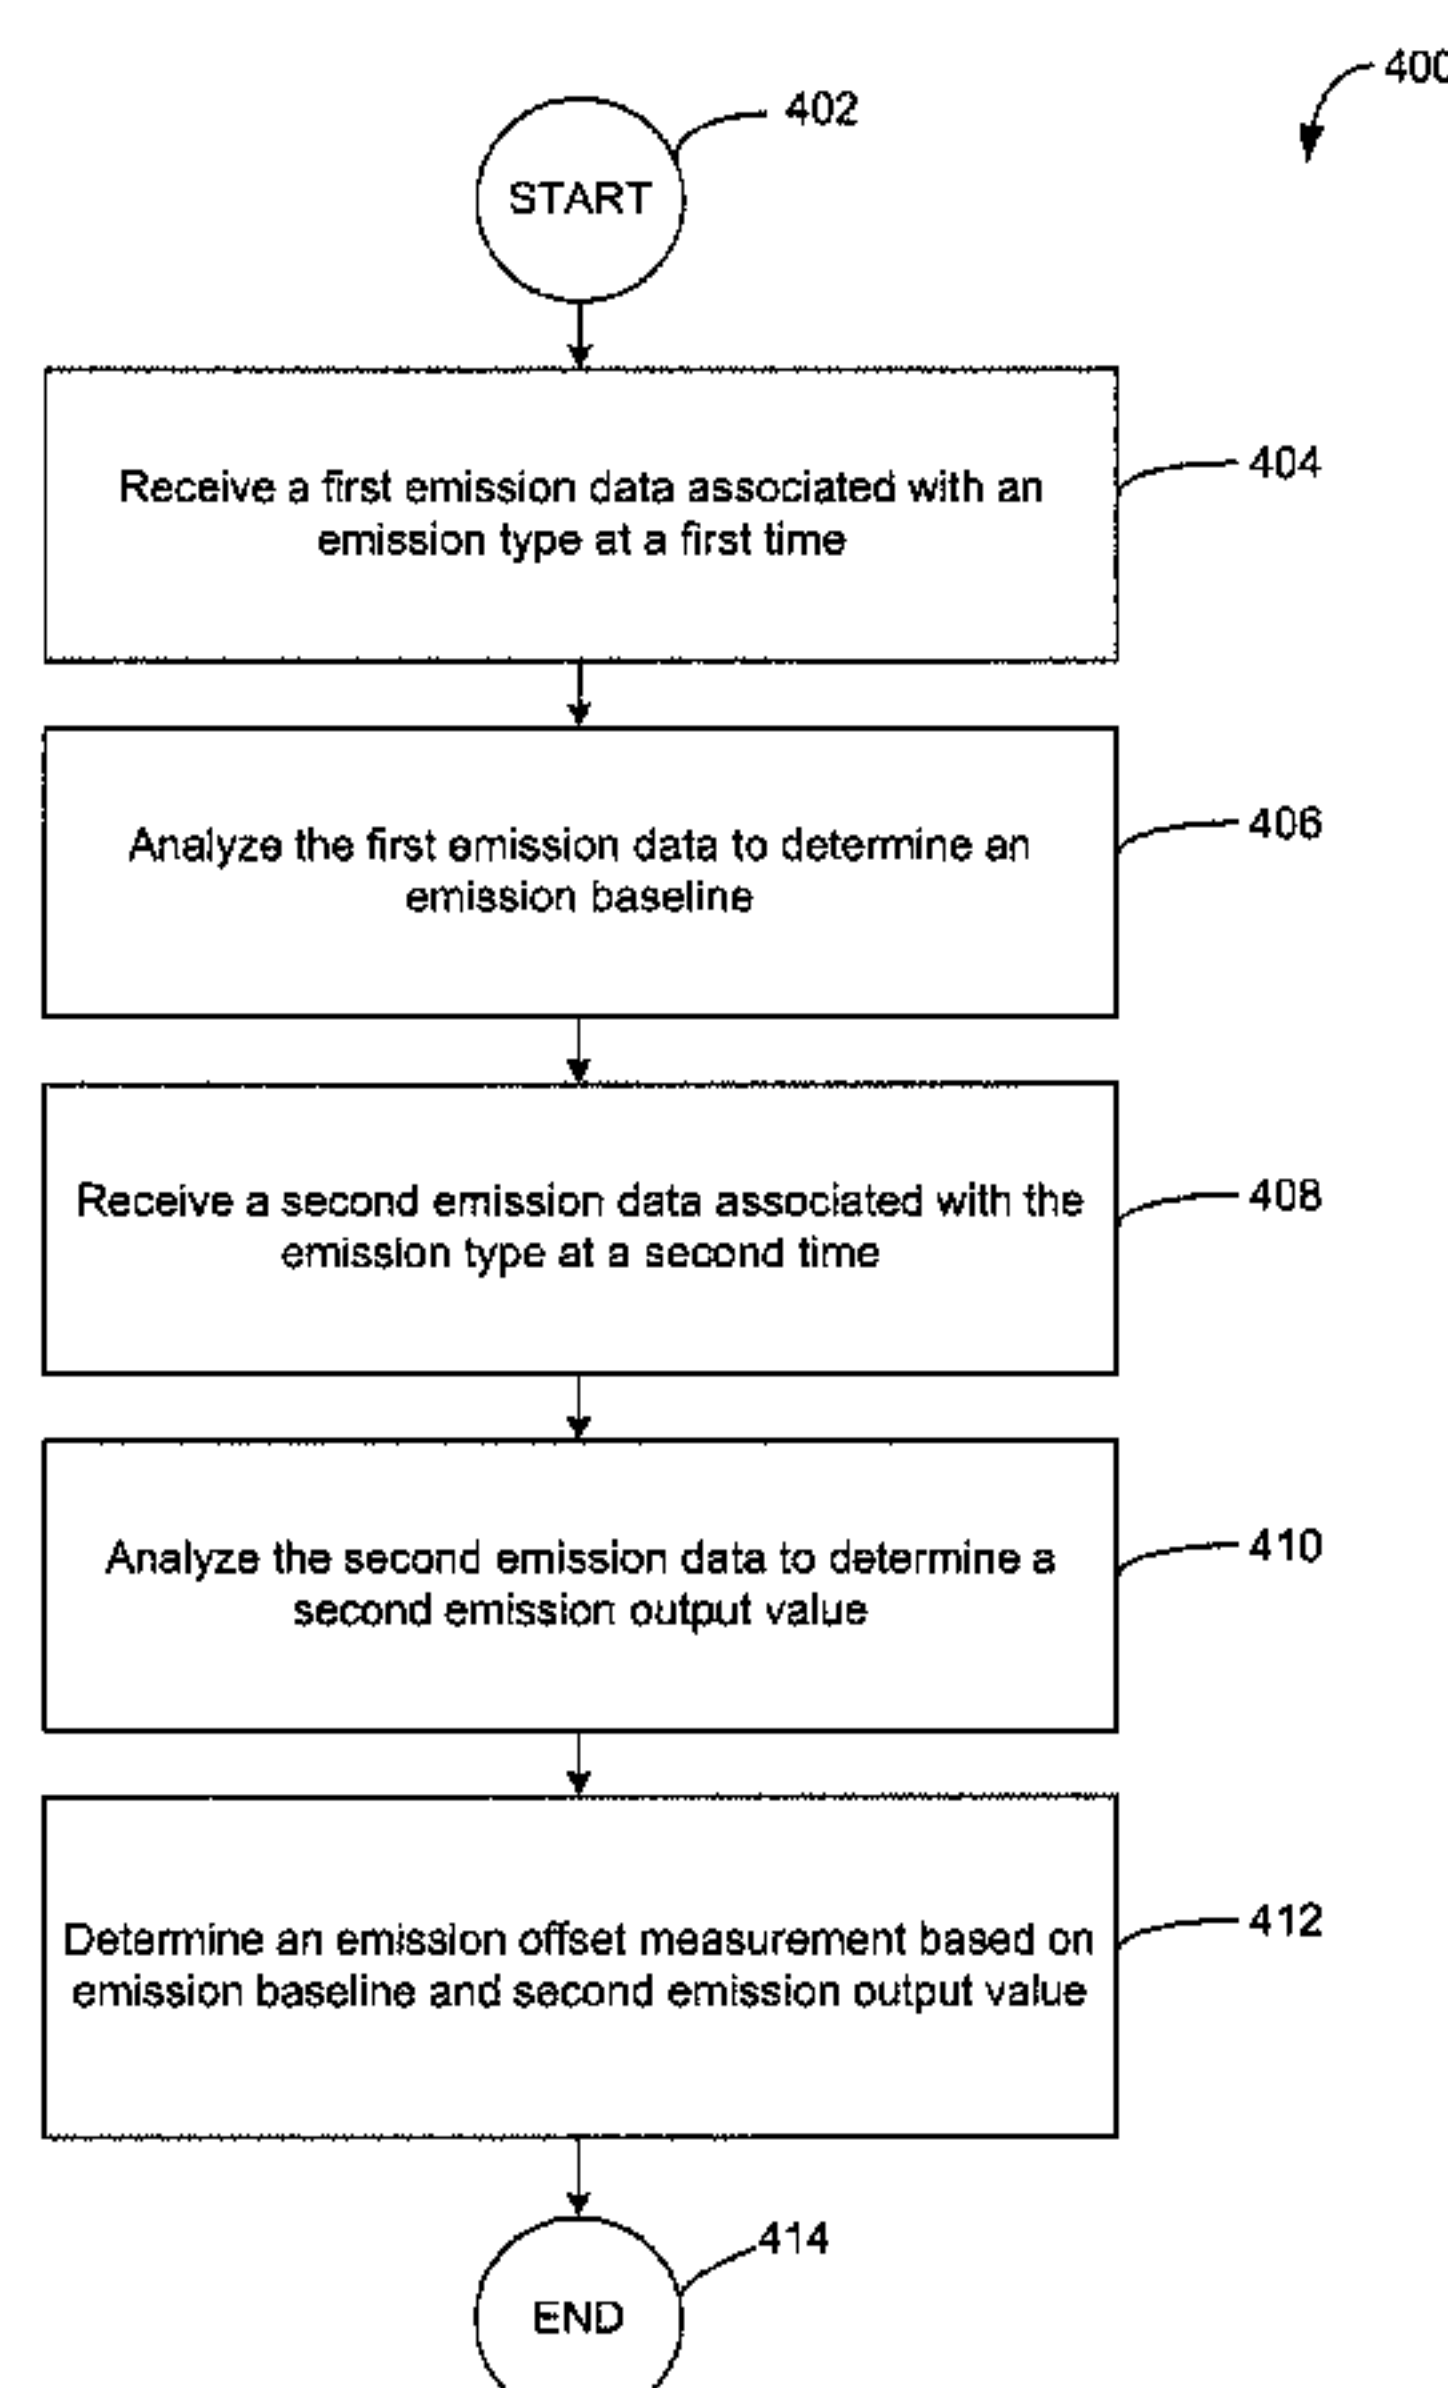 400
402
START
Receive a first emission data associated with an
emission type at a first time
404
Analyze the first emission data to determine an
emission baseline
406
Receive a second emission data associated with the
emission type at a second time
408
Analyze the second emission data to determine a
second emission output value
410
Determine an emission offset measurement based on
emission baseline and second emission output value
412
414
END